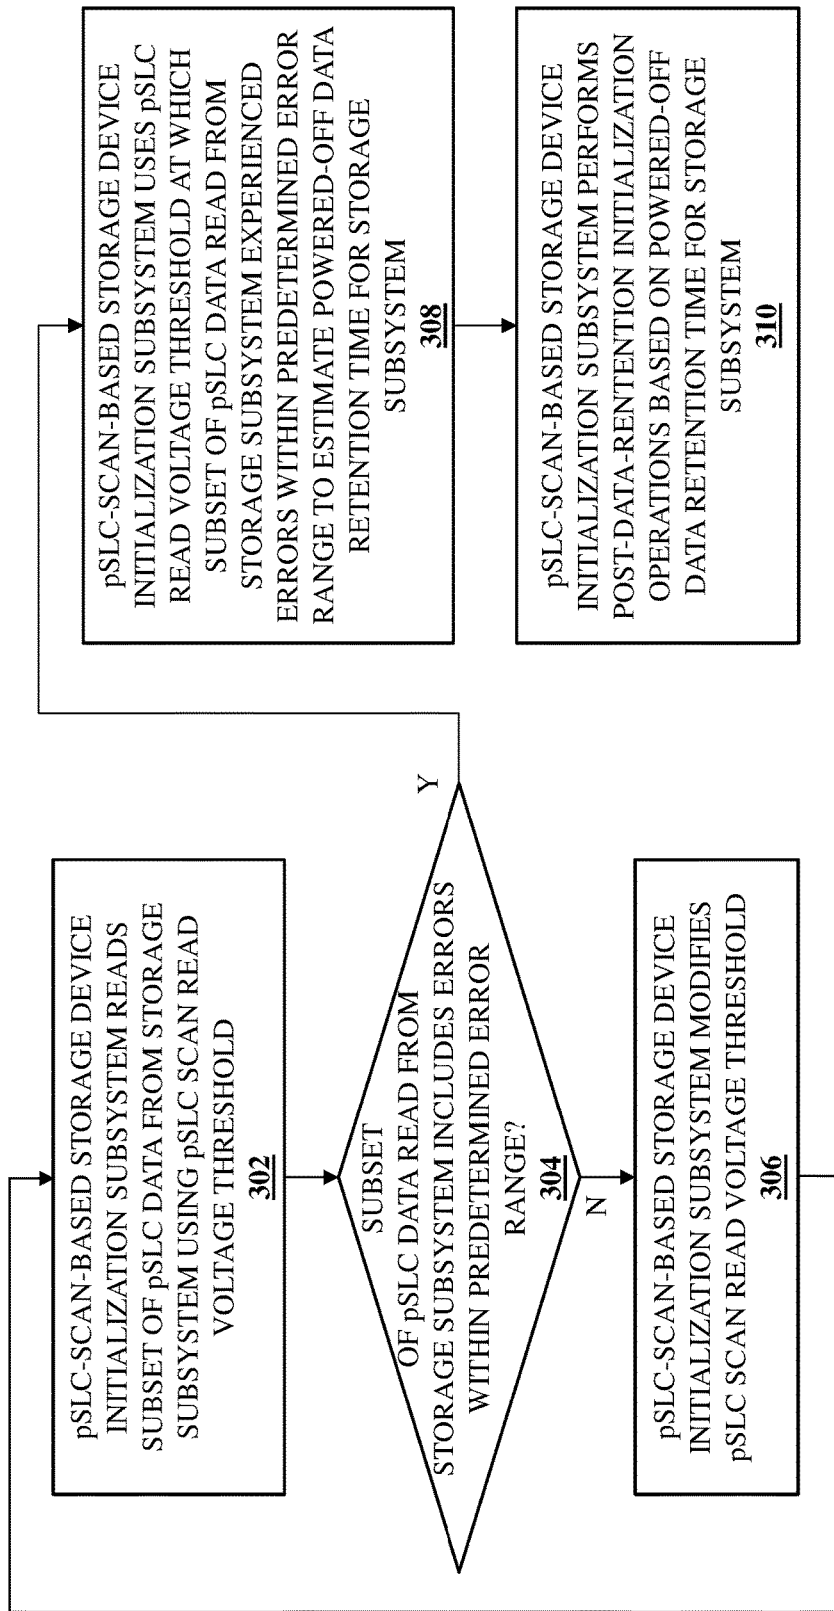 pSLC-SCAN-BASED STORAGE DEVICE
INITIALIZATION SUBSYSTEM READS
SUBSET OF pSLC DATA FROM STORAGE
SUBSYSTEM USING pSLC SCAN READ
VOLTAGE THRESHOLD
302
SUBSET
OF pSLC DATA READ FROM
STORAGE SUBSYSTEM INCLUDES ERRORS
WITHIN PREDETERMINED ERROR
RANGE?
304
Y
N
pSLC-SCAN-BASED STORAGE DEVICE
INITIALIZATION SUBSYSTEM MODIFIES
pSLC SCAN READ VOLTAGE THRESHOLD
306
pSLC-SCAN-BASED STORAGE DEVICE
INITIALIZATION SUBSYSTEM USES pSLC
READ VOLTAGE THRESHOLD AT WHICH
SUBSET OF pSLC DATA READ FROM
STORAGE SUBSYSTEM EXPERIENCED
ERRORS WITHIN PREDETERMINED ERROR
RANGE TO ESTIMATE POWERED-OFF DATA
RETENTION TIME FOR STORAGE
SUBSYSTEM
308
pSLC-SCAN-BASED STORAGE DEVICE
INITIALIZATION SUBSYSTEM PERFORMS
POST-DATA-RENTENTION INITIALIZATION
OPERATIONS BASED ON POWERED-OFF
DATA RETENTION TIME FOR STORAGE
SUBSYSTEM
310